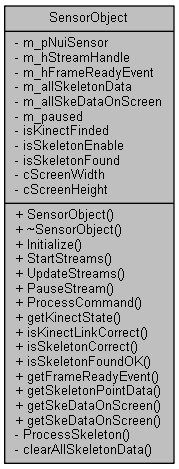 SensorObject
- m_pNuiSensor
- m_hStreamHandle
- m_hFrameReadyEvent
- m_allSkeletonData
- m_allSkeDataOnScreen
- m_paused
- isKinectFinded
- isSkeletonEnable
- isSkeletonFound
- cScreenWidth
- cScreenHeight
+ SensorObject()
+ ~SensorObject()
+ Initialize()
+ StartStreams()
+ UpdateStreams()
+ PauseStream()
+ ProcessCommand()
+ getKinectState()
+ isKinectLinkCorrect()
+ isSkeletonCorrect()
+ isSkeletonFoundOK()
+ getFrameReadyEvent()
+ getSkeletonPointData()
+ getSkeDataOnScreen()
+ getSkeDataOnScreen()
- ProcessSkeleton()
- clearAllSkeletonData()